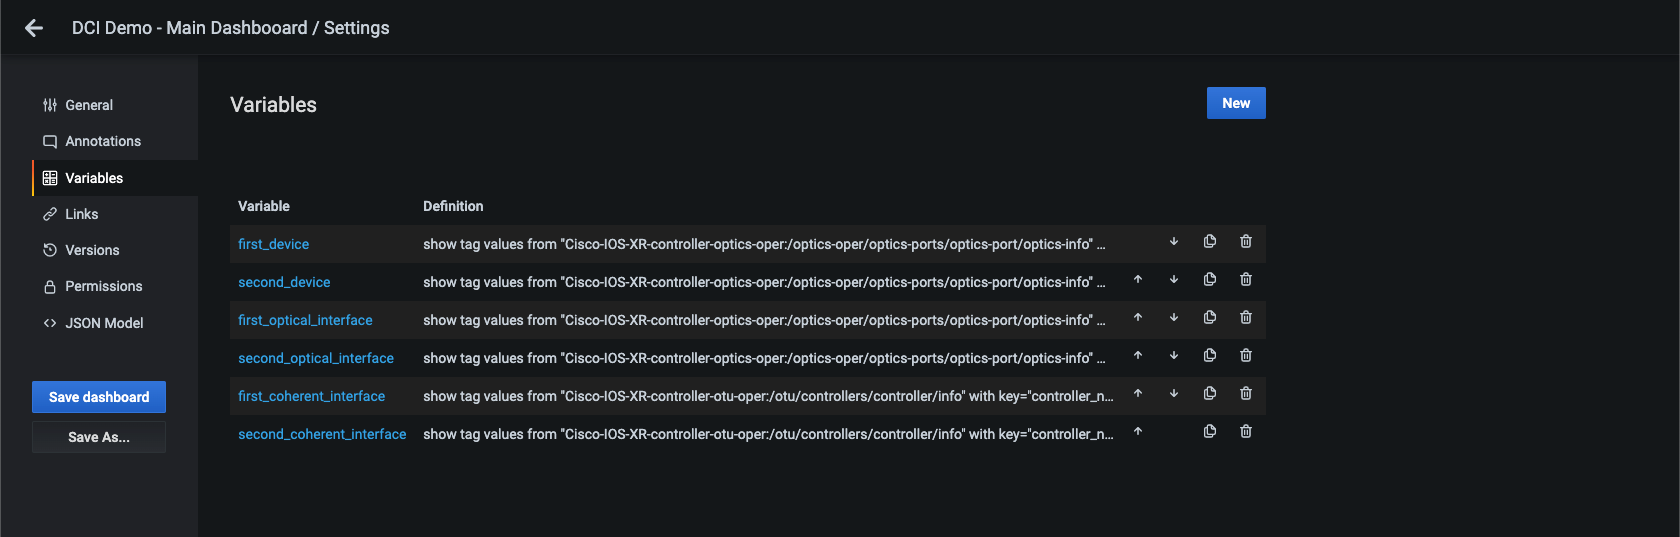 DCI Demo - Main Dashbooard / Settings
General
Annotations
Variables
Links
Versions
Permissions
JSON Model
Save dashboard
Save As...
Variables
New
Variable Definition
first_device show tag values from "Cisco-IOS-XR-controller-optics-oper:/optics-oper/optics-ports/optics-port/optics-info" ...
second_device show tag values from "Cisco-IOS-XR-controller-optics-oper:/optics-oper/optics-ports/optics-port/optics-info" ...
first_optical_interface show tag values from "Cisco-IOS-XR-controller-optics-oper:/optics-oper/optics-ports/optics-port/optics-info" ...
second_optical_interface show tag values from "Cisco-IOS-XR-controller-optics-oper:/optics-oper/optics-ports/optics-port/optics-info" ...
first_coherent_interface show tag values from "Cisco-IOS-XR-controller-otu-oper:/otu/controllers/controller/info" with key="controller_n...
second_coherent_interface show tag values from "Cisco-IOS-XR-controller-otu-oper:/otu/controllers/controller/info" with key="controller_n...